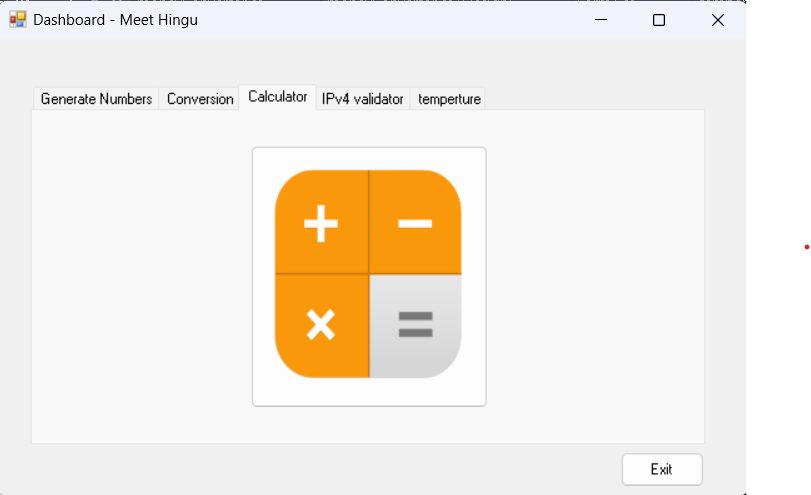 Dashboard - Meet Hingu
Generate Numbers Conversion Calculator IPv4 validator temperture
+ −
× =
Exit